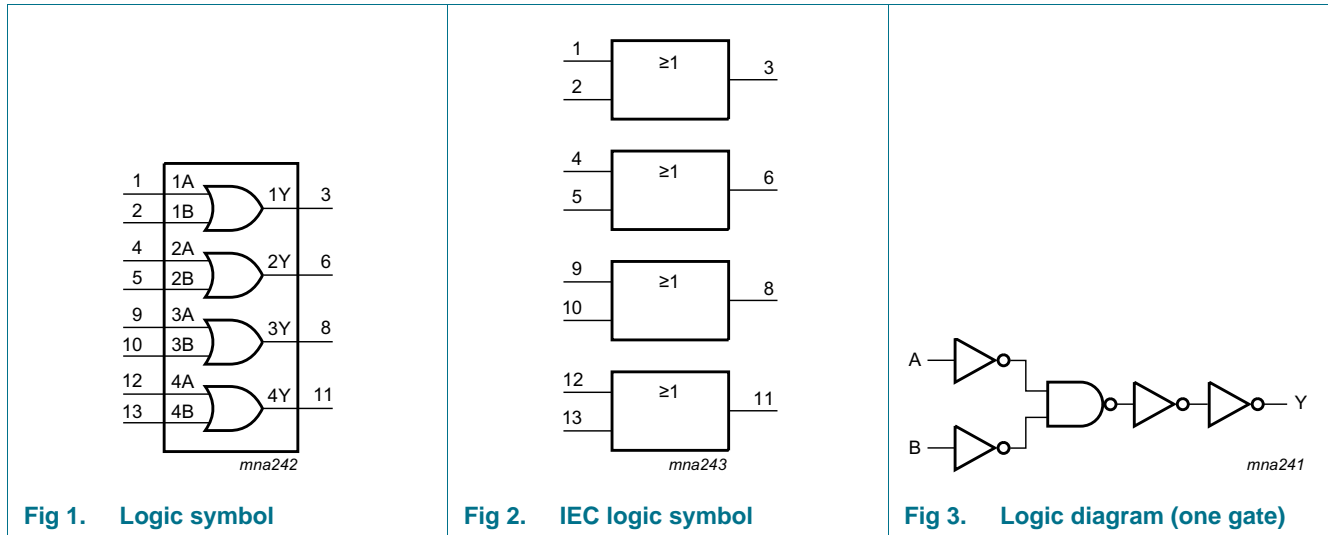 1 1A 1Y 3
2 1B
4 2A 2Y 6
5 2B
9 3A 3Y 8
10 3B
12 4A 4Y 11
13 4B
mna242
Fig 1. Logic symbol
1 ≥1 3
2
4 ≥1 6
5
9 ≥1 8
10
12 ≥1 11
13
mna243
Fig 2. IEC logic symbol
A
Y
B
mna241
Fig 3. Logic diagram (one gate)